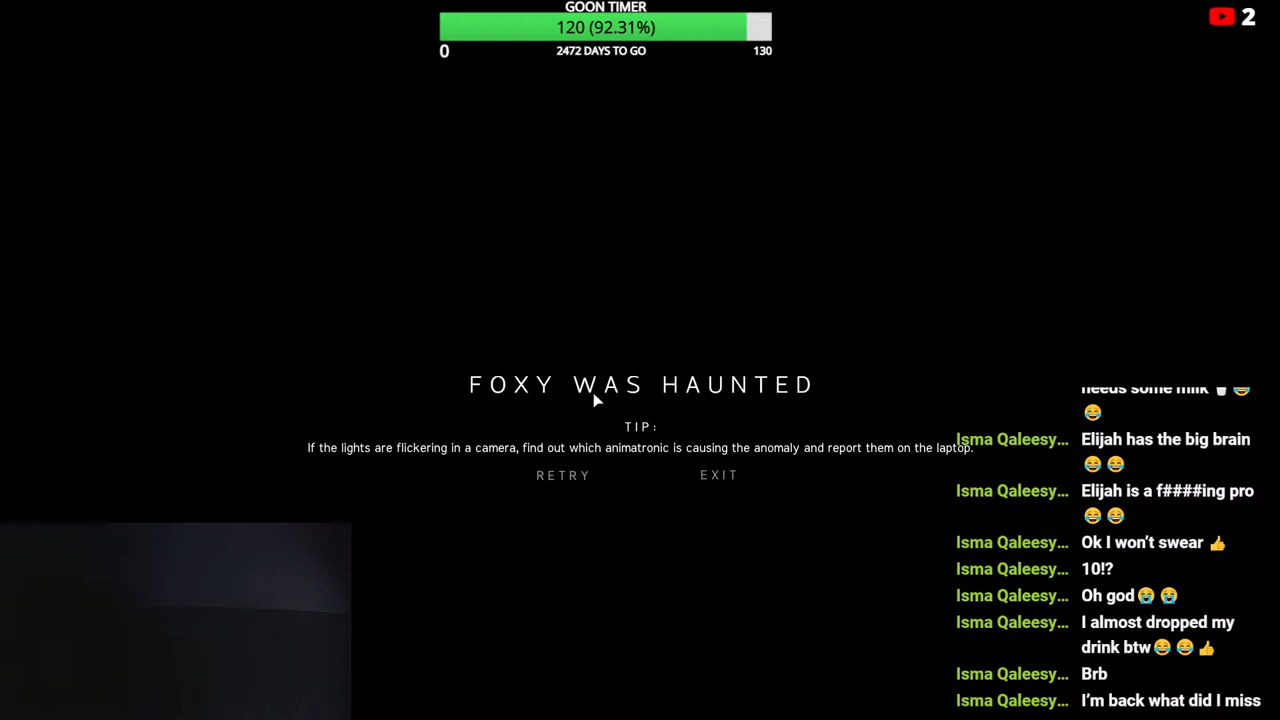 GOON TIMER
120 (92.31%)
0
2472 DAYS TO GO
130
2
FOXY WAS HAUNTED
TIP:
If the lights are flickering in a camera, find out which animatronic is causing the anomaly and report them on the laptop.
RETRY
EXIT
needs some milk 🥛😂
😂
Isma Qaleesy… Elijah has the big brain
😂 😂
Isma Qaleesy… Elijah is a f####ing pro
😂 😂
Isma Qaleesy… Ok I won’t swear 👍
Isma Qaleesy… 10!?
Isma Qaleesy… Oh god😭 😭
Isma Qaleesy… I almost dropped my
drink btw😂 😂 👍
Isma Qaleesy… Brb
Isma Qaleesy… I’m back what did I miss